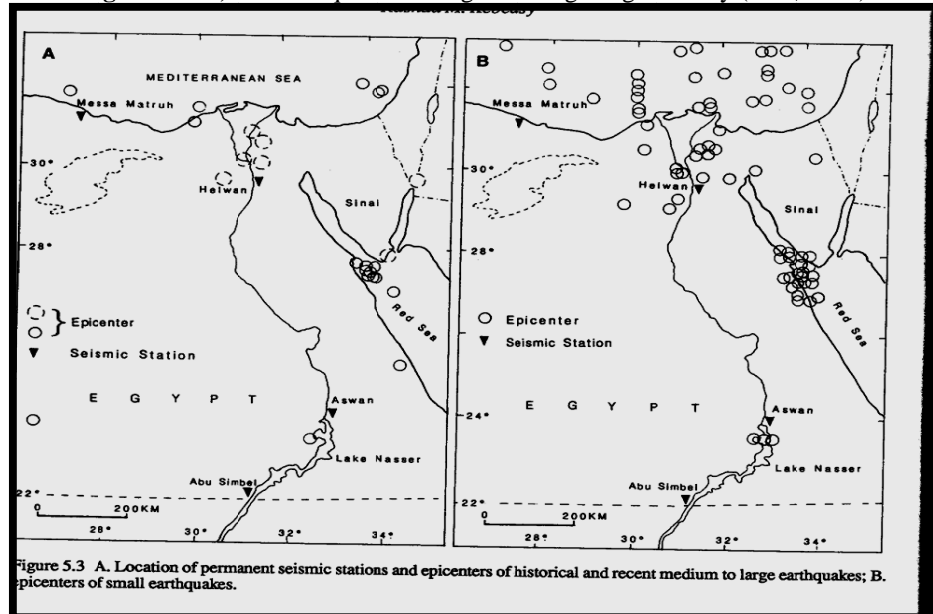 Rushdi M. Kebeasy
A
MEDITERRANEAN SEA
Messa Matruh
30°
Helwan
Sinai
28°
Red Sea
Epicenter
Seismic Station
E G Y P T
Aswan
Lake Nasser
Abu Simbel
22°
0 200KM
28° 30° 32° 34°
B
Messa Matruh
30°
Helwan
Sinai
28°
Red Sea
Epicenter
Seismic Station
E G Y P T
24°
Aswan
Lake Nasser
Abu Simbel
22°
0 200KM
28° 30° 32° 34°
Figure 5.3 A. Location of permanent seismic stations and epicenters of historical and recent medium to large earthquakes; B.
epicenters of small earthquakes.